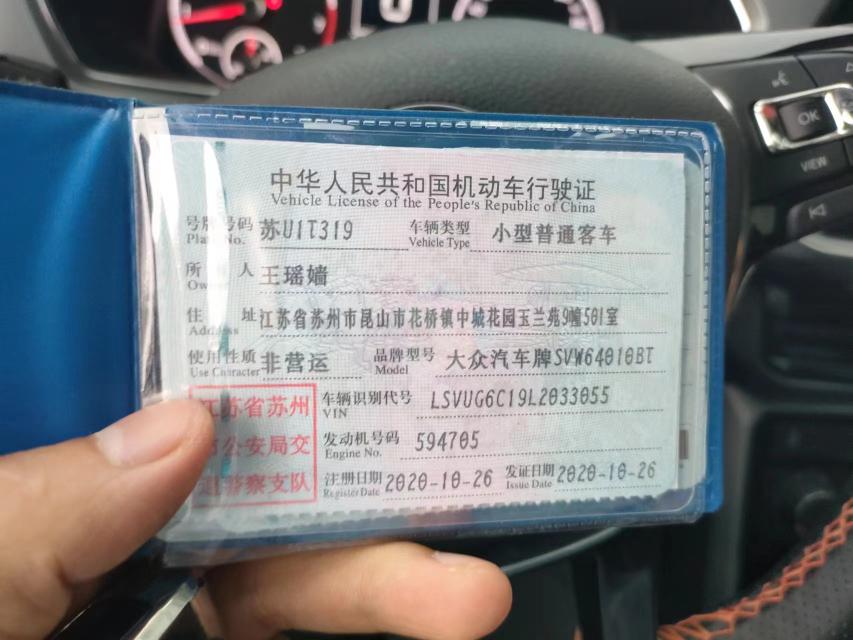 中华人民共和国机动车行驶证
Vehicle License of the People's Republic of China
号牌号码 苏U1T319 车辆类型 小型普通客车
Plate No. Vehicle Type
所 人 王瑶嫱
Ow
住 址 江苏省苏州市昆山市花桥镇中城花园玉兰苑9幢501室
Address
使用性质 非营运 品牌型号 大众汽车牌SVW64010BT
Use Character Model
江苏省苏州 车辆识别代号 LSVUG6C19L2033055
VIN
公安局交 发动机号码 594705
Engine No.
警察支队 注册日期 2020-10-26 发证日期 2020-10-26
Register Date Issue Date
OK
VIEW